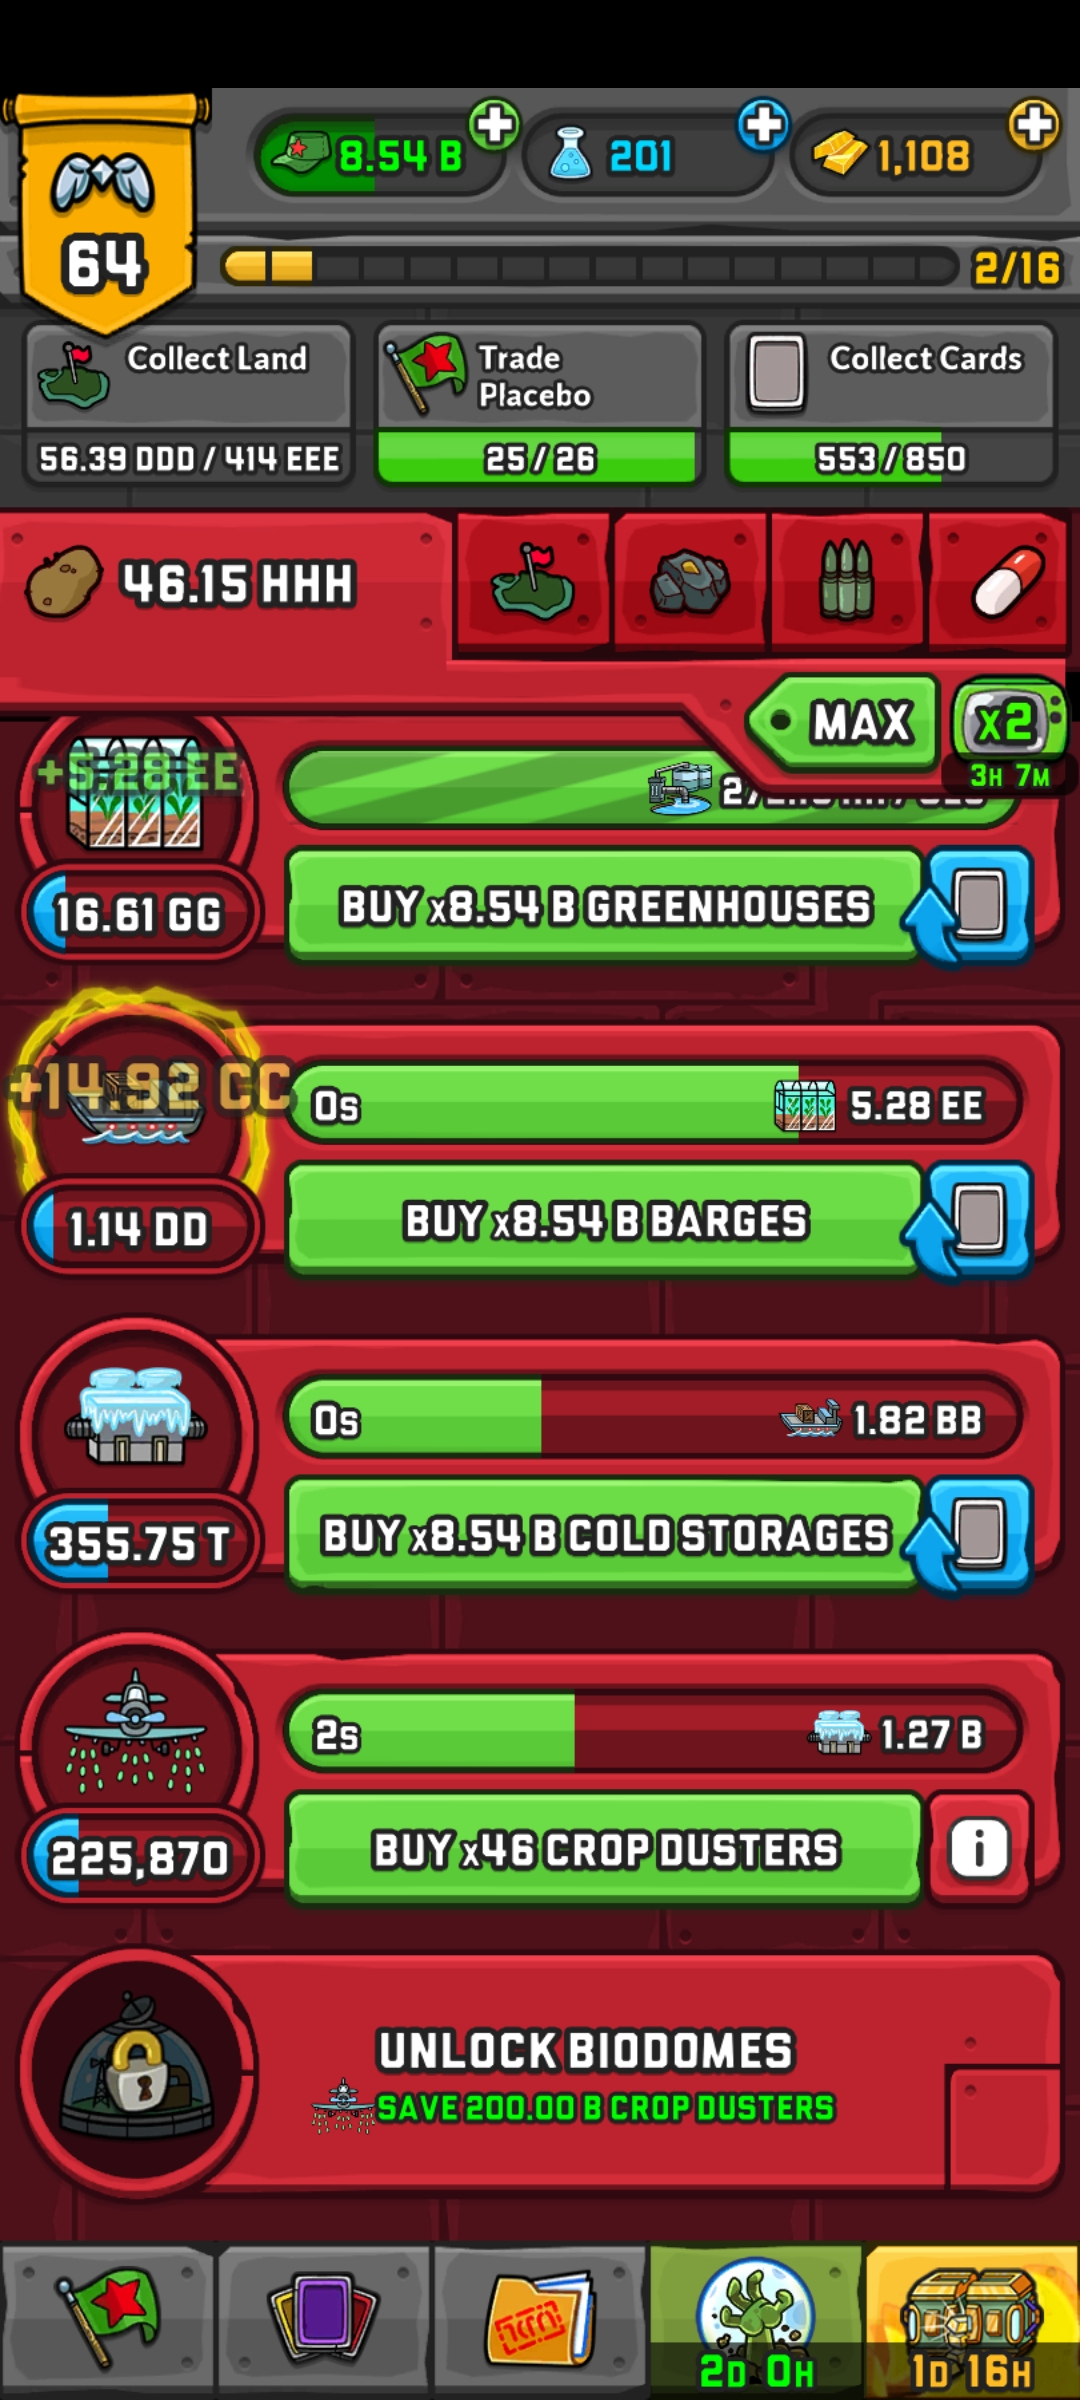 8.54 B
201
1,108
64
2/16
Collect Land
56.39 DDD / 414 EEE
Trade
Placebo
25 / 26
Collect Cards
553 / 850
46.15 HHH
MAX
x2
3H 7M
+5.28 EE
16.61 GG
BUY x8.54 B GREENHOUSES
+14.92 CC
0s
5.28 EE
1.14 DD
BUY x8.54 B BARGES
0s
1.82 BB
355.75 T
BUY x8.54 B COLD STORAGES
2s
1.27 B
225,870
BUY x46 CROP DUSTERS
i
UNLOCK BIODOMES
SAVE 200.00 B CROP DUSTERS
2D 0H
1D 16H